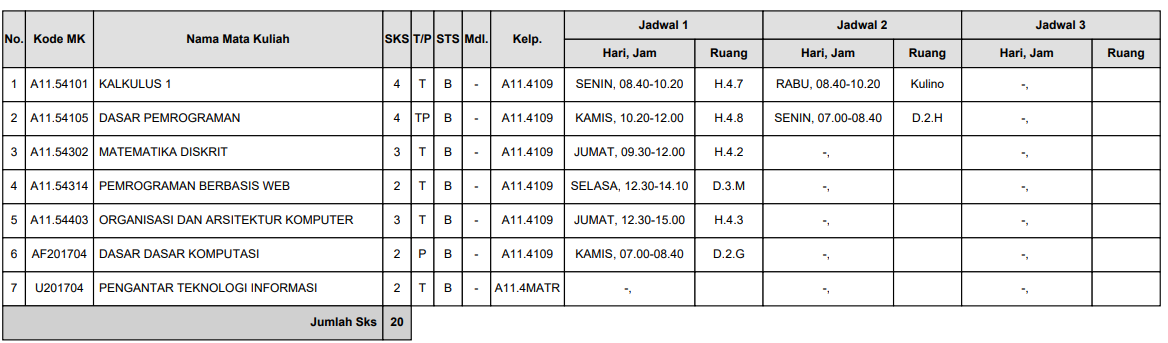 No. Kode MK Nama Mata Kuliah SKS T/P STS Mdl. Kelp. Jadwal 1 Jadwal 2 Jadwal 3
Hari, Jam Ruang Hari, Jam Ruang Hari, Jam Ruang
1 A11.54101 KALKULUS 1 4 T B - A11.4109 SENIN, 08.40-10.20 H.4.7 RABU, 08.40-10.20 Kulino -,
2 A11.54105 DASAR PEMROGRAMAN 4 TP B - A11.4109 KAMIS, 10.20-12.00 H.4.8 SENIN, 07.00-08.40 D.2.H -,
3 A11.54302 MATEMATIKA DISKRIT 3 T B - A11.4109 JUMAT, 09.30-12.00 H.4.2 -, -,
4 A11.54314 PEMROGRAMAN BERBASIS WEB 2 T B - A11.4109 SELASA, 12.30-14.10 D.3.M -, -,
5 A11.54403 ORGANISASI DAN ARSITEKTUR KOMPUTER 3 T B - A11.4109 JUMAT, 12.30-15.00 H.4.3 -, -,
6 AF201704 DASAR DASAR KOMPUTASI 2 P B - A11.4109 KAMIS, 07.00-08.40 D.2.G -, -,
7 U201704 PENGANTAR TEKNOLOGI INFORMASI 2 T B - A11.4MATR -, -, -,
Jumlah Sks 20